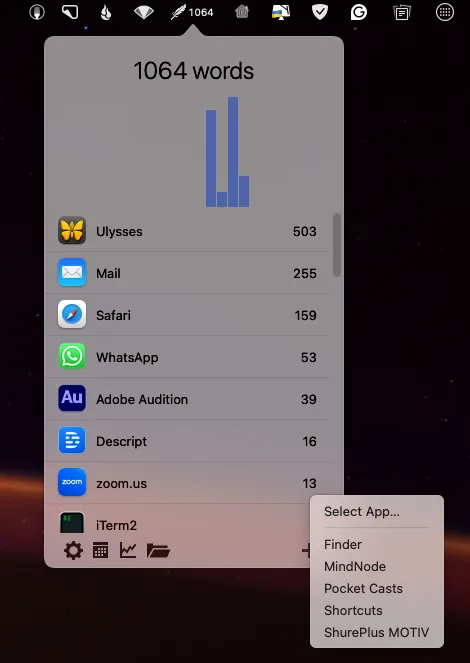 1064
1064 words
Ulysses 503
Mail 255
Safari 159
WhatsApp 53
Au Adobe Audition 39
Descript 16
zoom zoom.us 13
iTerm2
Select App...
Finder
MindNode
Pocket Casts
Shortcuts
ShurePlus MOTIV